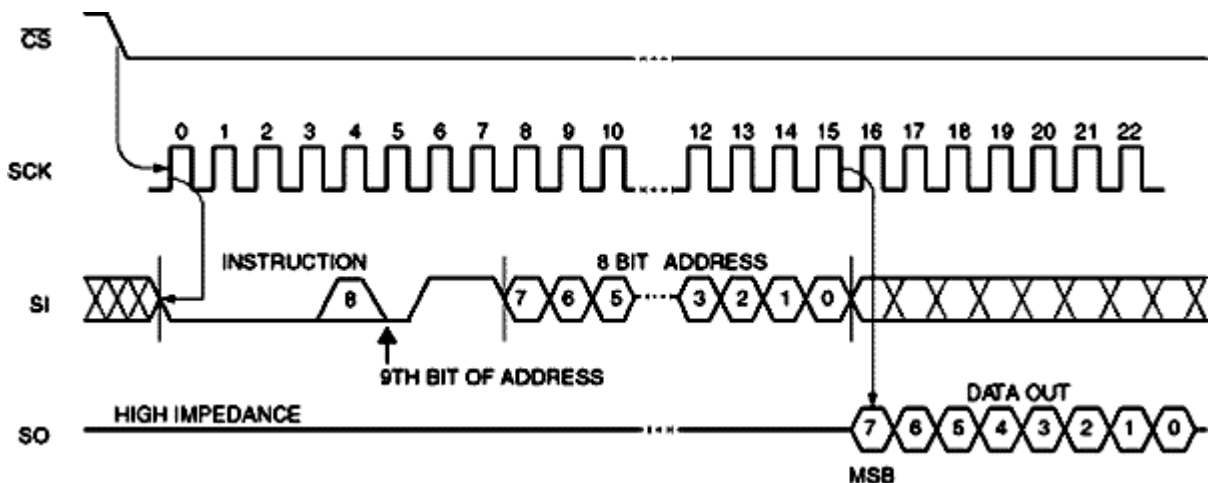 CS
0 1 2 3 4 5 6 7 8 9 10 12 13 14 15 16 17 18 19 20 21 22
SCK
INSTRUCTION 8 BIT ADDRESS
SI 8 7 6 5 3 2 1 0
9TH BIT OF ADDRESS
HIGH IMPEDANCE DATA OUT
SO 7 6 5 4 3 2 1 0
MSB